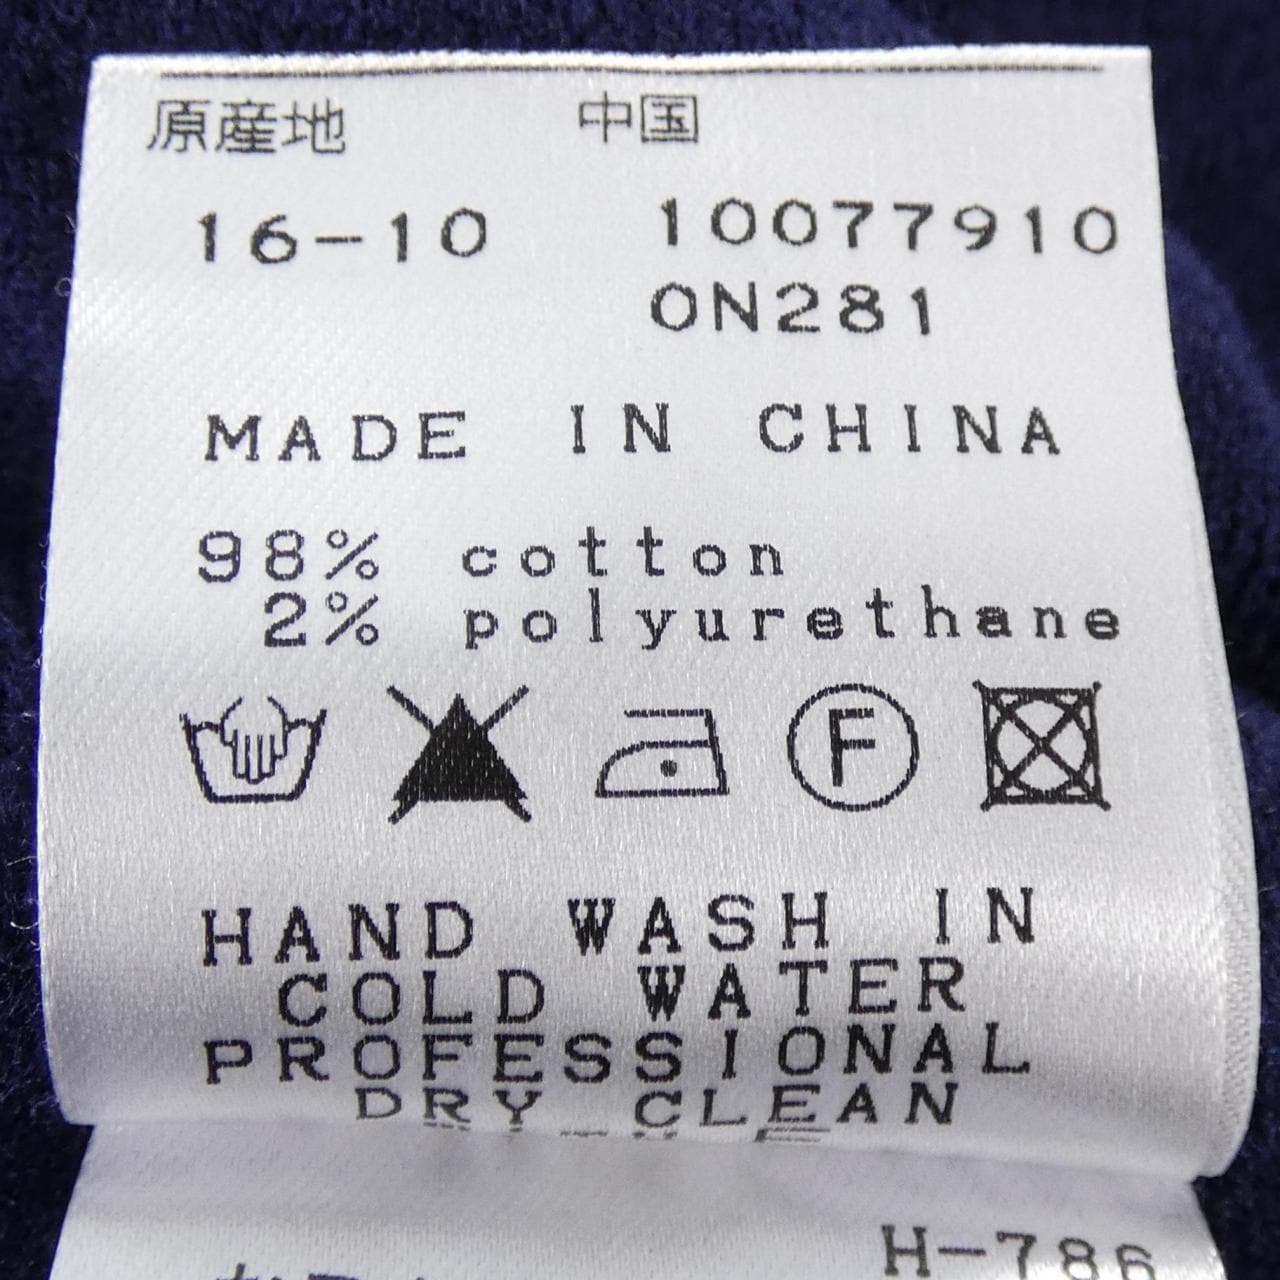 原産地 中国
16-10 10077910
0N281
MADE IN CHINA
98% cotton
2% polyurethane
F
HAND WASH IN
COLD WATER
PROFESSIONAL
DRY CLEAN
H-786